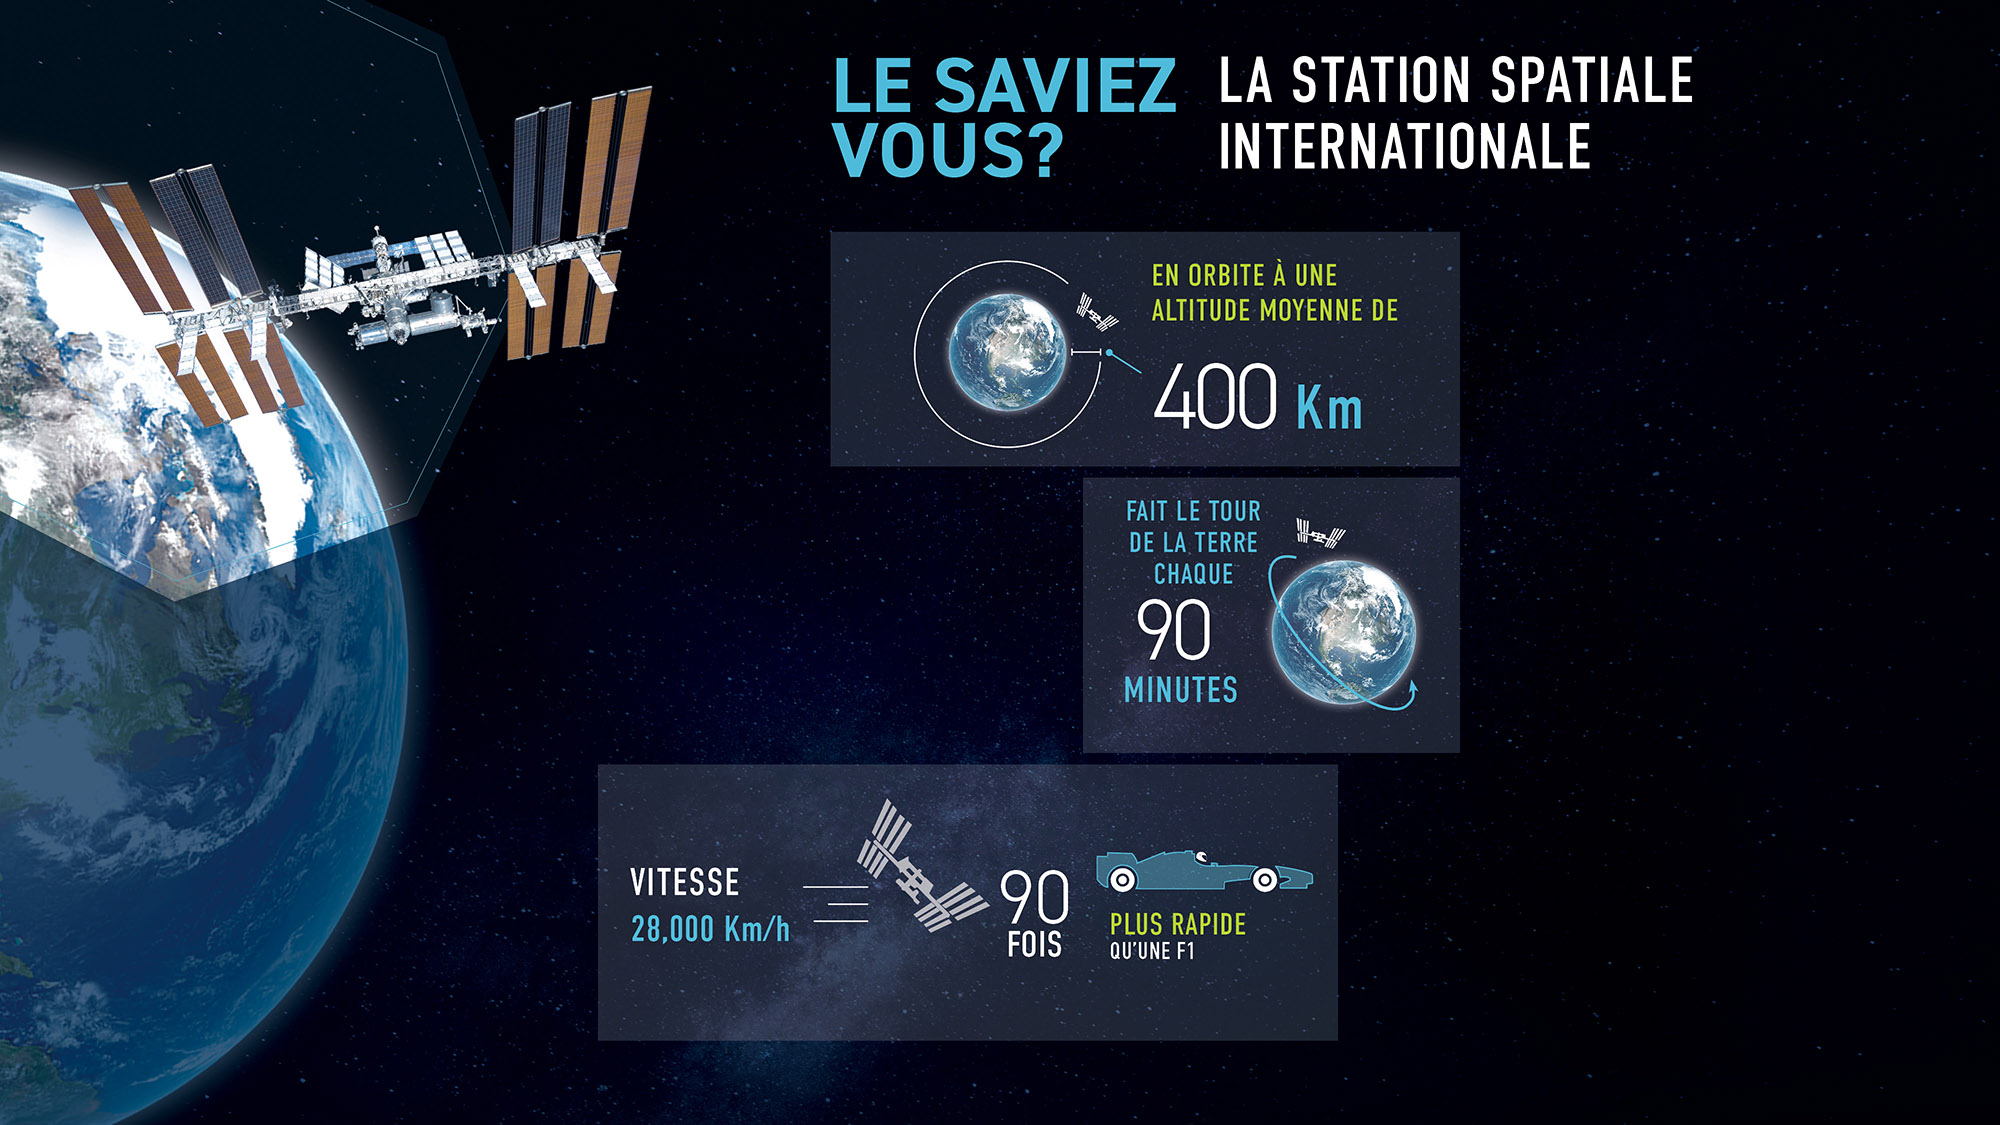 LE SAVIEZ
VOUS?
LA STATION SPATIALE
INTERNATIONALE
EN ORBITE À UNE
ALTITUDE MOYENNE DE
400 Km
FAIT LE TOUR
DE LA TERRE
CHAQUE
90
MINUTES
VITESSE
28,000 Km/h
90
FOIS
PLUS RAPIDE
QU'UNE F1